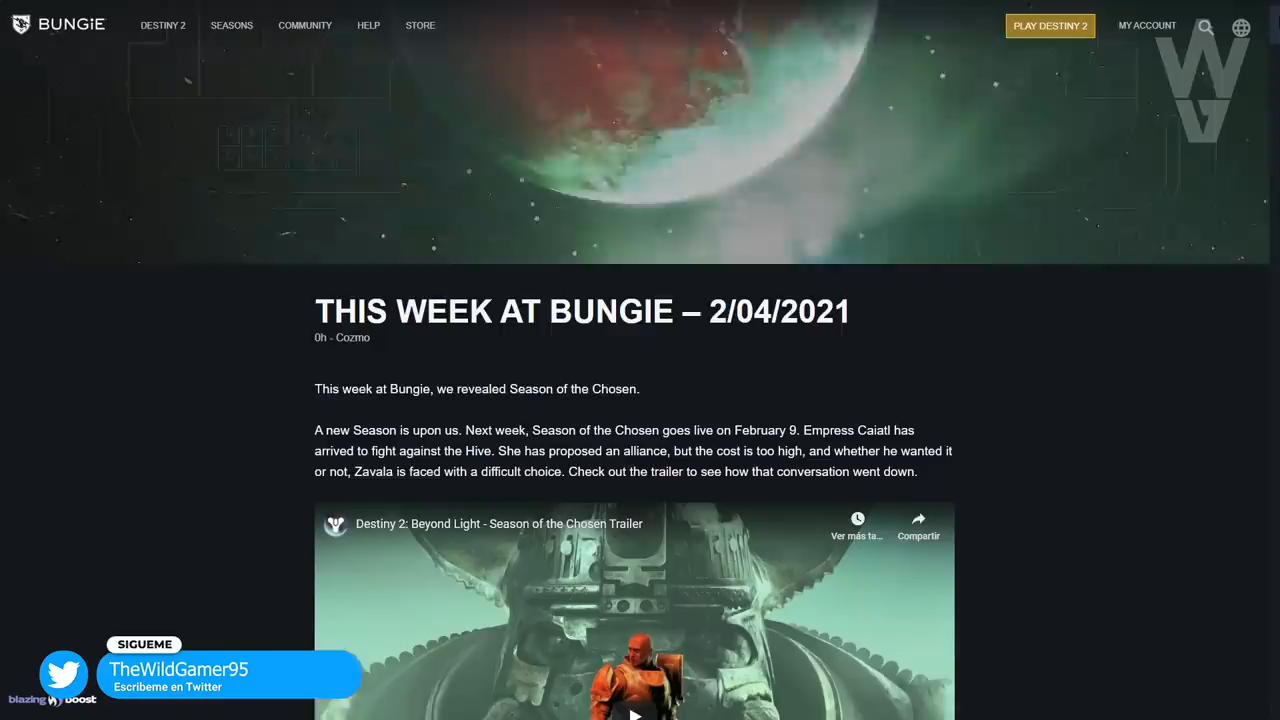 BUNGiE
DESTINY 2
SEASONS
COMMUNITY
HELP
STORE
PLAY DESTINY 2
MY ACCOUNT
WG
THIS WEEK AT BUNGIE – 2/04/2021
0h - Cozmo
This week at Bungie, we revealed Season of the Chosen.
A new Season is upon us. Next week, Season of the Chosen goes live on February 9. Empress Caiatl has
arrived to fight against the Hive. She has proposed an alliance, but the cost is too high, and whether he wanted it
or not, Zavala is faced with a difficult choice. Check out the trailer to see how that conversation went down.
Destiny 2: Beyond Light - Season of the Chosen Trailer
Ver más ta...
Compartir
SIGUEME
TheWildGamer95
Escribeme en Twitter
blazing boost